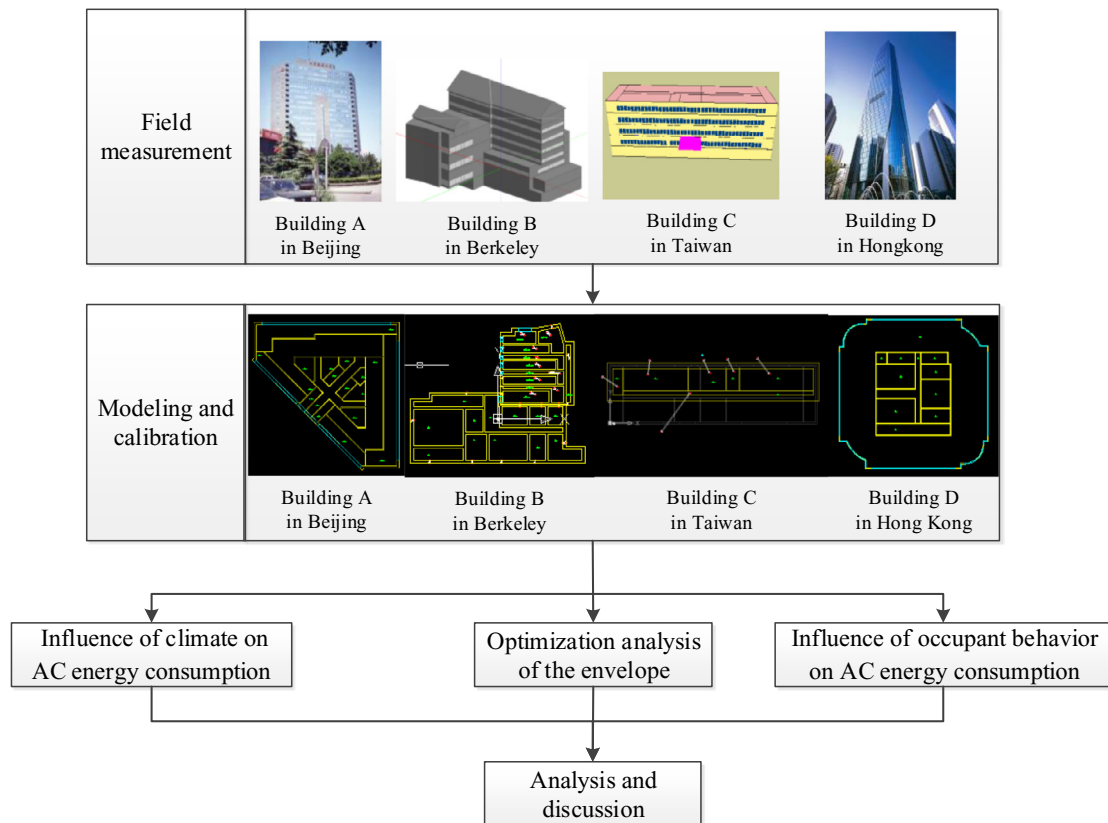 Field
measurement
Building A
in Beijing
Building B
in Berkeley
Building C
in Taiwan
Building D
in Hongkong
Modeling and
calibration
Building A
in Beijing
Building B
in Berkeley
Building C
in Taiwan
Building D
in Hong Kong
Influence of climate on
AC energy consumption
Optimization analysis
of the envelope
Influence of occupant behavior
on AC energy consumption
Analysis and
discussion